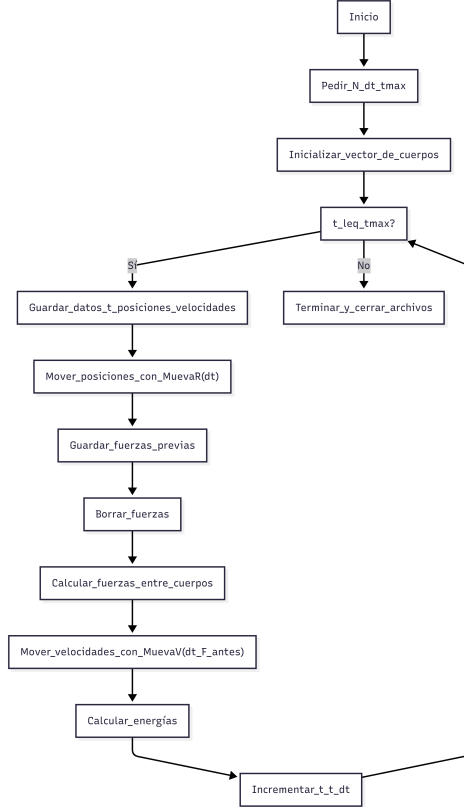 Inicio
Pedir_N_dt_tmax
Inicializar_vector_de_cuerpos
t_leq_tmax?
Sí
No
Guardar_datos_t_posiciones_velocidades
Terminar_y_cerrar_archivos
Mover_posiciones_con_MuevaR(dt)
Guardar_fuerzas_previas
Borrar_fuerzas
Calcular_fuerzas_entre_cuerpos
Mover_velocidades_con_MuevaV(dt_F_antes)
Calcular_energías
Incrementar_t_t_dt